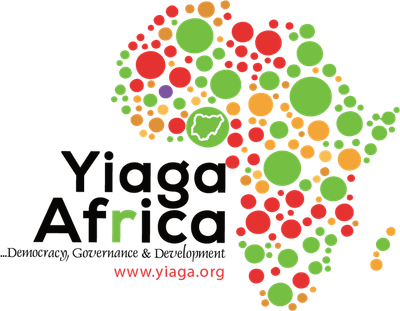 Yiaga
Africa
...Democracy, Governance & Development
www.yiaga.org